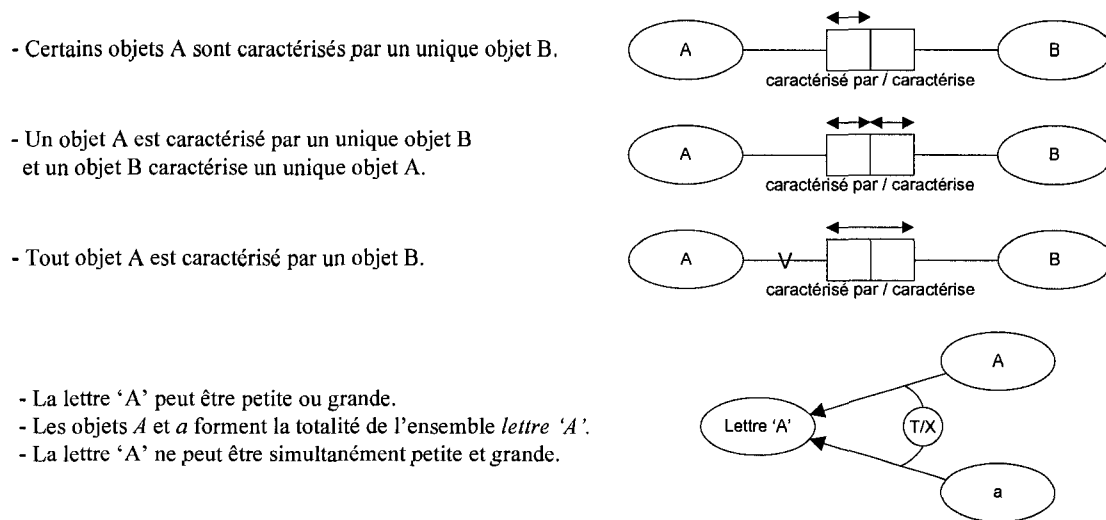 - Certains objets A sont caractérisés par un unique objet B.
A
B
caractérisé par / caractérise
- Un objet A est caractérisé par un unique objet B
et un objet B caractérise un unique objet A.
A
B
caractérisé par / caractérise
- Tout objet A est caractérisé par un objet B.
A
V
B
caractérisé par / caractérise
- La lettre ‘A’ peut être petite ou grande.
- Les objets A et a forment la totalité de l’ensemble lettre ‘A’.
- La lettre ‘A’ ne peut être simultanément petite et grande.
A
Lettre ‘A’
T/X
a